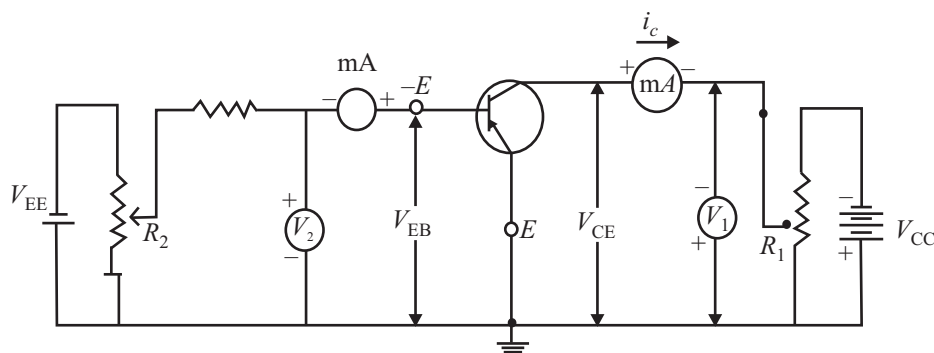 i_c
mA
+ mA −
− + −E
V_EE
R_2
+
V_2
−
V_EB
E
V_CE
−
V_1
+
R_1
−
+
V_CC